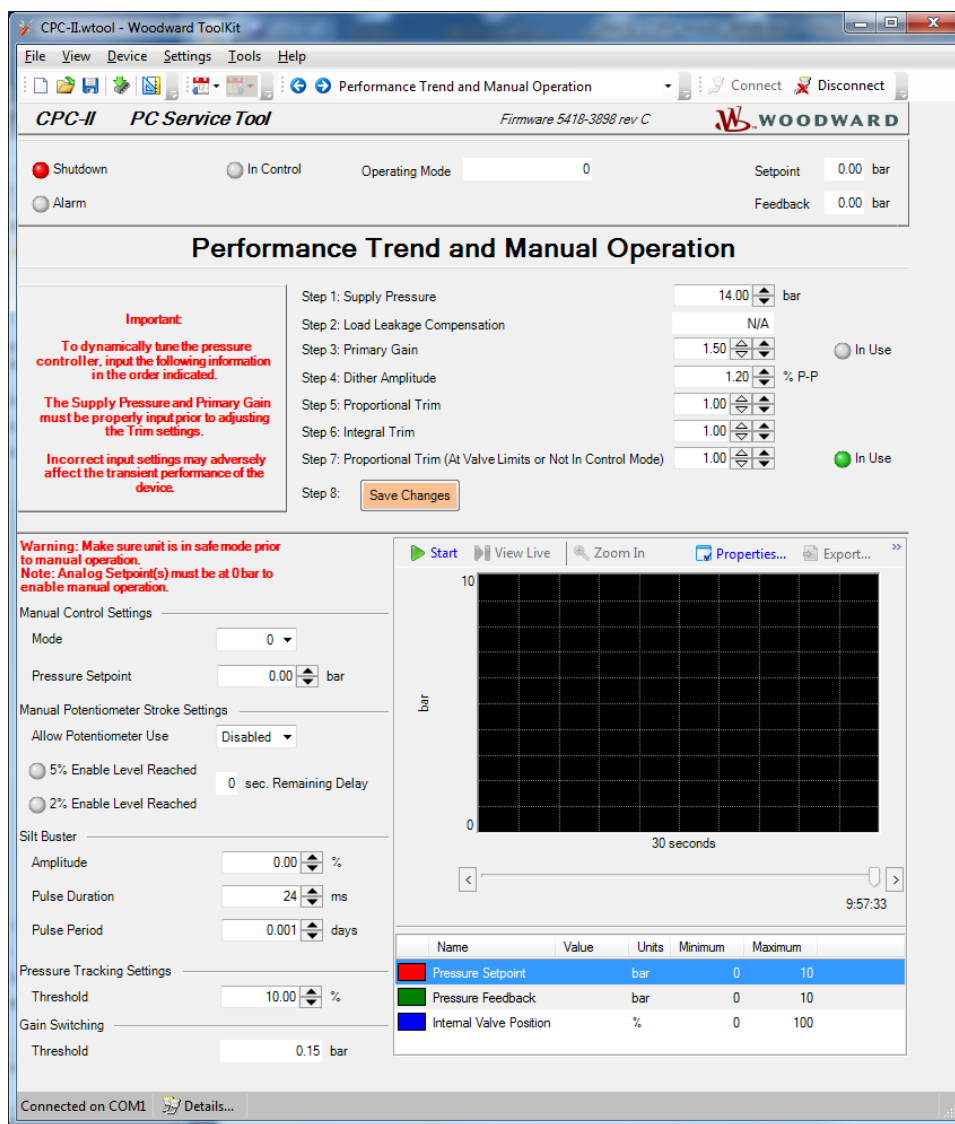 CPC-II.wtool - Woodward ToolKit
File View Device Settings Tools Help
Performance Trend and Manual Operation Connect Disconnect
CPC-II PC Service Tool Firmware 5418-3898 rev C WOODWARD
Shutdown In Control Operating Mode 0 Setpoint 0.00 bar
Alarm Feedback 0.00 bar
Performance Trend and Manual Operation
Important:
To dynamically tune the pressure
controller, input the following information
in the order indicated.
The Supply Pressure and Primary Gain
must be properly input prior to adjusting
the Trim settings.
Incorrect input settings may adversely
affect the transient performance of the
device.
Step 1: Supply Pressure 14.00 bar
Step 2: Load Leakage Compensation N/A
Step 3: Primary Gain 1.50 In Use
Step 4: Dither Amplitude 1.20 % P-P
Step 5: Proportional Trim 1.00
Step 6: Integral Trim 1.00
Step 7: Proportional Trim (At Valve Limits or Not In Control Mode) 1.00 In Use
Step 8: Save Changes
Warning: Make sure unit is in safe mode prior
to manual operation.
Note: Analog Setpoint(s) must be at 0 bar to
enable manual operation.
Manual Control Settings
Mode 0
Pressure Setpoint 0.00 bar
Manual Potentiometer Stroke Settings
Allow Potentiometer Use Disabled
5% Enable Level Reached
0 sec. Remaining Delay
2% Enable Level Reached
Silt Buster
Amplitude 0.00 %
Pulse Duration 24 ms
Pulse Period 0.001 days
Pressure Tracking Settings
Threshold 10.00 %
Gain Switching
Threshold 0.15 bar
Start View Live Zoom In Properties... Export... »
10
bar
0
30 seconds
9:57:33
Name Value Units Minimum Maximum
Pressure Setpoint bar 0 10
Pressure Feedback bar 0 10
Internal Valve Position % 0 100
Connected on COM1 Details...